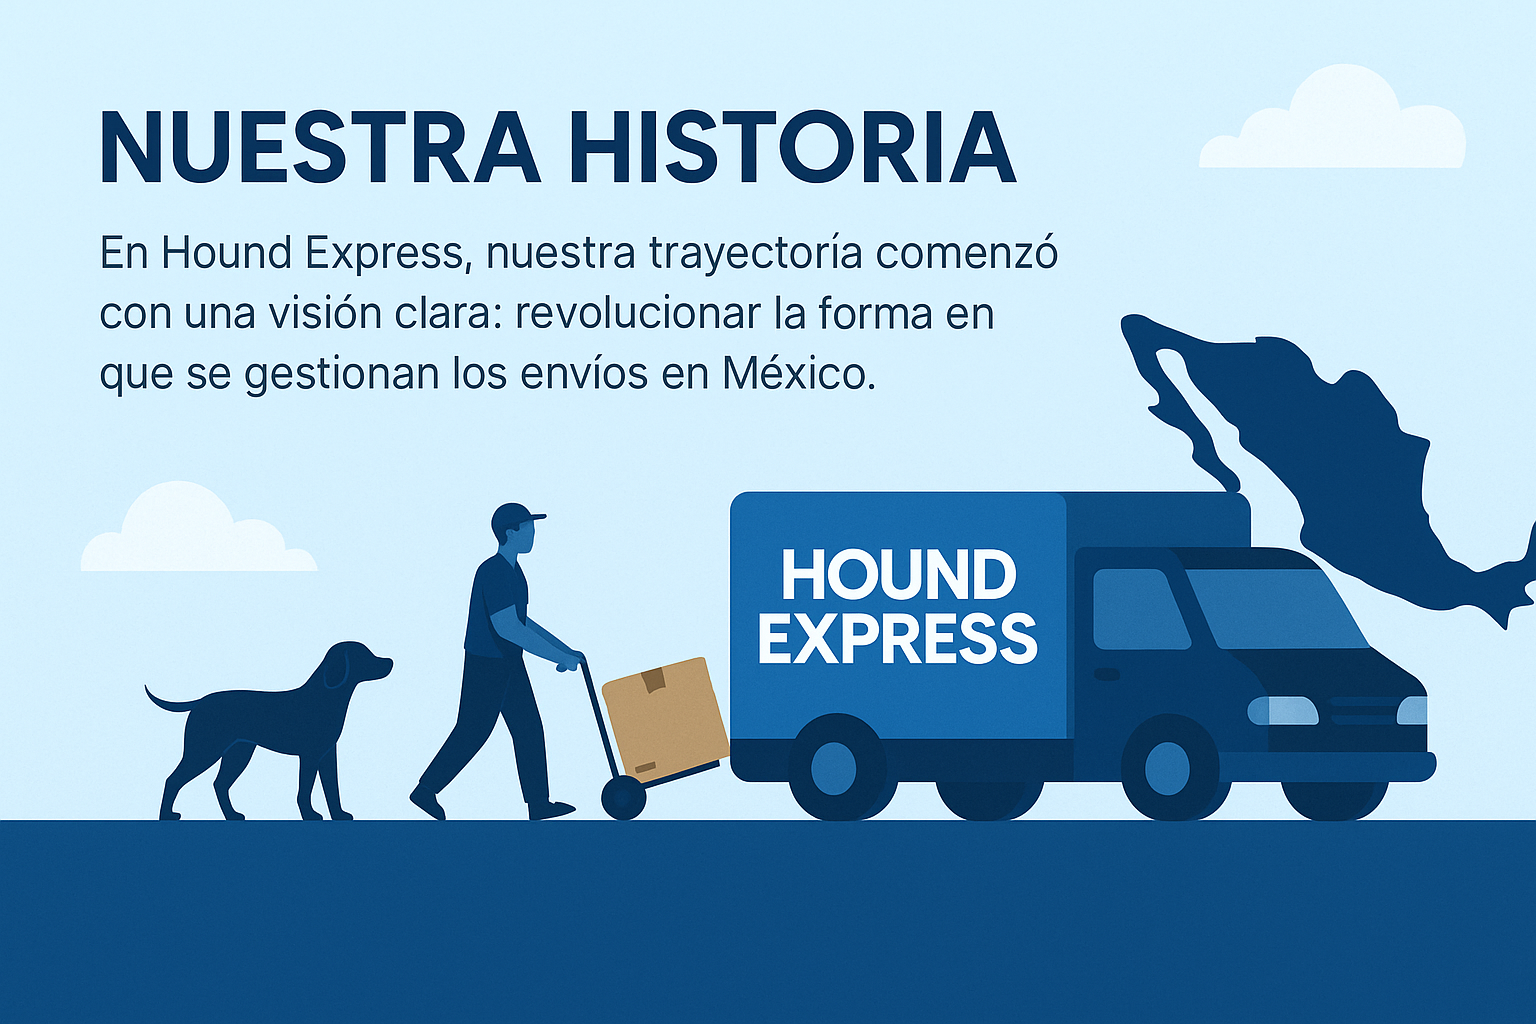 NUESTRA HISTORIA
En Hound Express, nuestra trayectoría comenzó
con una visión clara: revolucionar la forma en
que se gestionan los envíos en México.
HOUND
EXPRESS